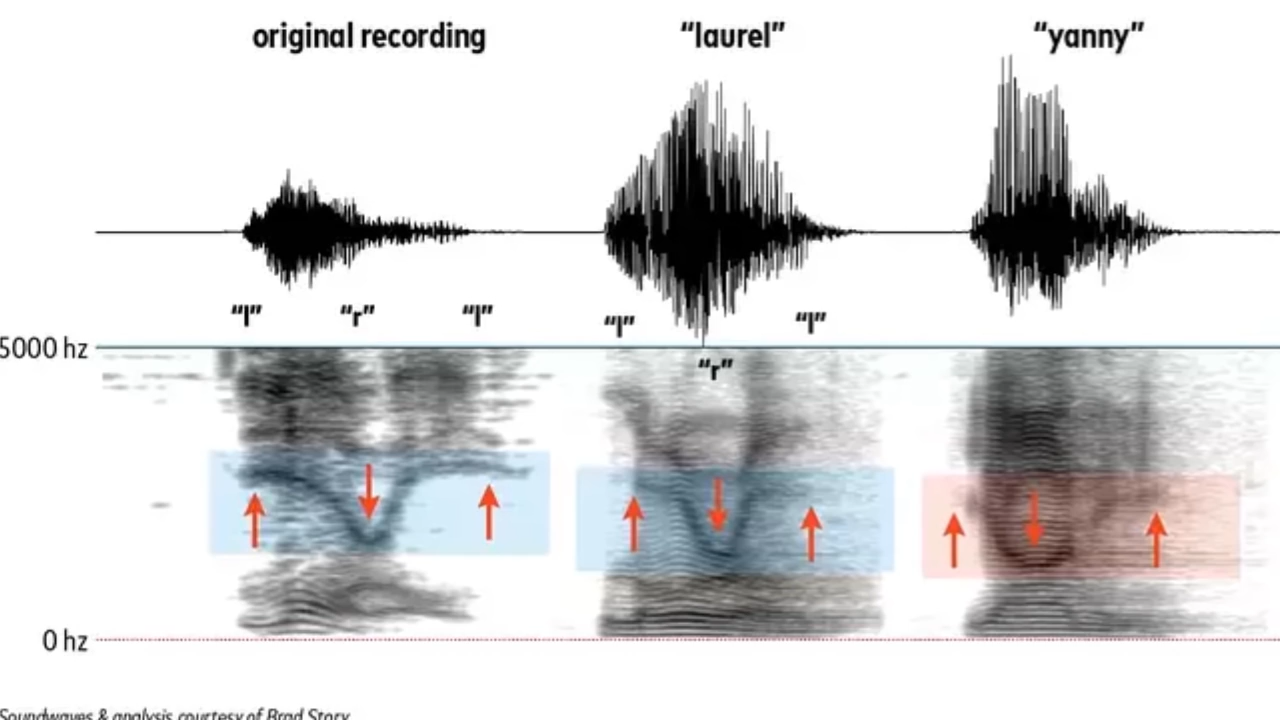 original recording
“laurel”
“yanny”
“l” “r” “l”
“l” “l”
5000 hz
“r”
0 hz
Soundwaves & analysis courtesy of Brad Story